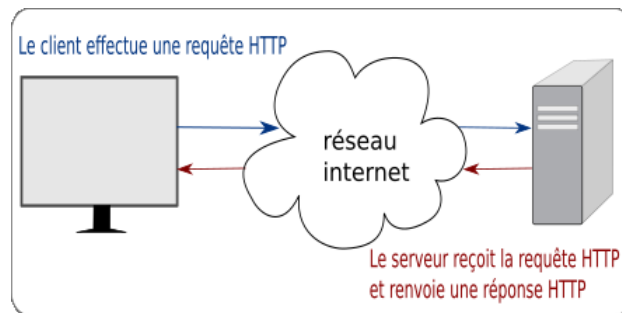 Le client effectue une requête HTTP
réseau
internet
Le serveur reçoit la requête HTTP
et renvoie une réponse HTTP